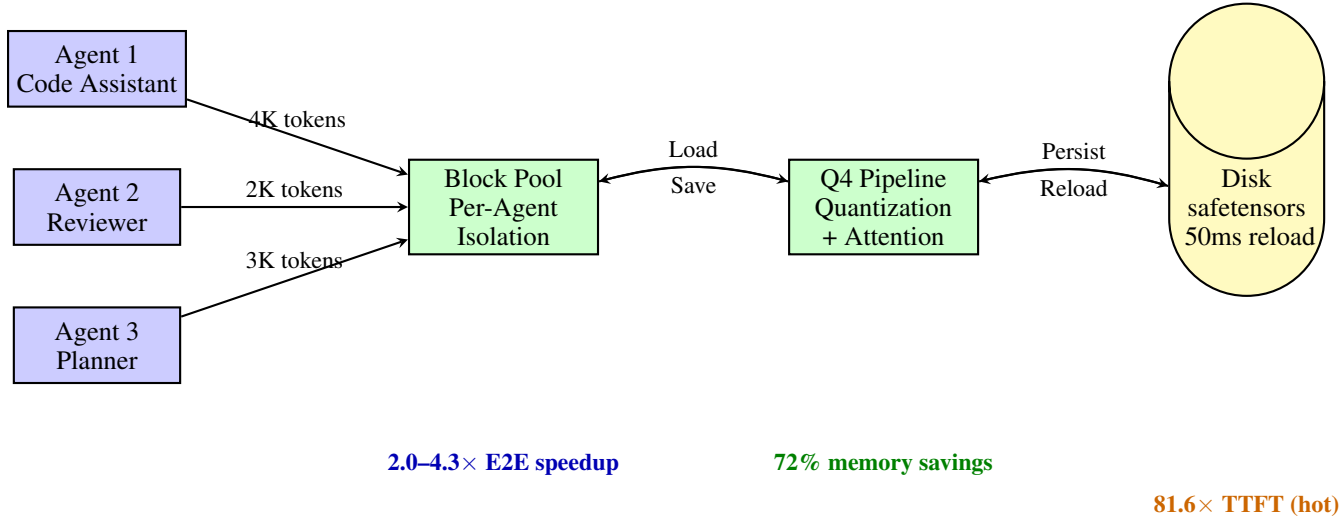 Agent 1
Code Assistant
4K tokens
Agent 2
Reviewer
2K tokens
3K tokens
Agent 3
Planner
Block Pool
Per-Agent
Isolation
Load
Save
Q4 Pipeline
Quantization
+ Attention
Persist
Reload
Disk
safetensors
50ms reload
2.0–4.3× E2E speedup
72% memory savings
81.6× TTFT (hot)